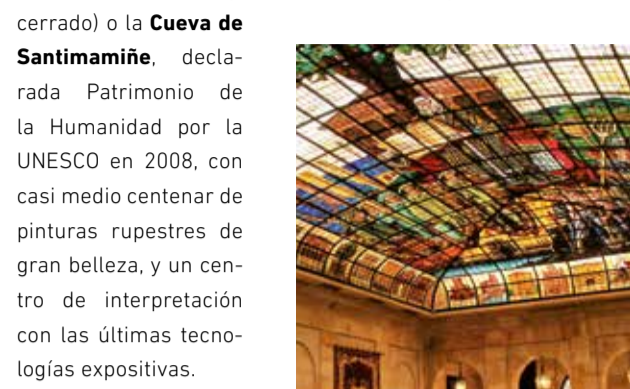 cerrado) o la Cueva de
Santimamiñe, decla-
rada Patrimonio de
la Humanidad por la
UNESCO en 2008, con
casi medio centenar de
pinturas rupestres de
gran belleza, y un cen-
tro de interpretación
con las últimas tecno-
logías expositivas.